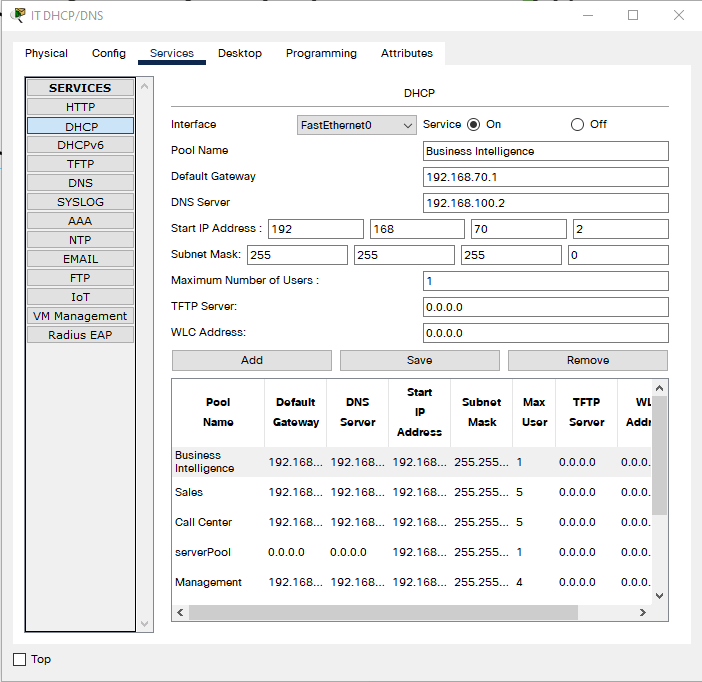 IT DHCP/DNS
Physical Config Services Desktop Programming Attributes
SERVICES
HTTP
DHCP
DHCPv6
TFTP
DNS
SYSLOG
AAA
NTP
EMAIL
FTP
IoT
VM Management
Radius EAP
DHCP
Interface FastEthernet0 Service On Off
Pool Name Business Intelligence
Default Gateway 192.168.70.1
DNS Server 192.168.100.2
Start IP Address : 192 168 70 2
Subnet Mask: 255 255 255 0
Maximum Number of Users : 1
TFTP Server: 0.0.0.0
WLC Address: 0.0.0.0
Add Save Remove
Pool Name Default Gateway DNS Server Start IP Address Subnet Mask Max User TFTP Server WL Addr
Business Intelligence 192.168... 192.168... 192.168... 255.255... 1 0.0.0.0 0.0.0.
Sales 192.168... 192.168... 192.168... 255.255... 5 0.0.0.0 0.0.0.
Call Center 192.168... 192.168... 192.168... 255.255... 5 0.0.0.0 0.0.0.
serverPool 0.0.0.0 0.0.0.0 192.168... 255.255... 1 0.0.0.0 0.0.0.
Management 192.168... 192.168... 192.168... 255.255... 4 0.0.0.0 0.0.0.
Top